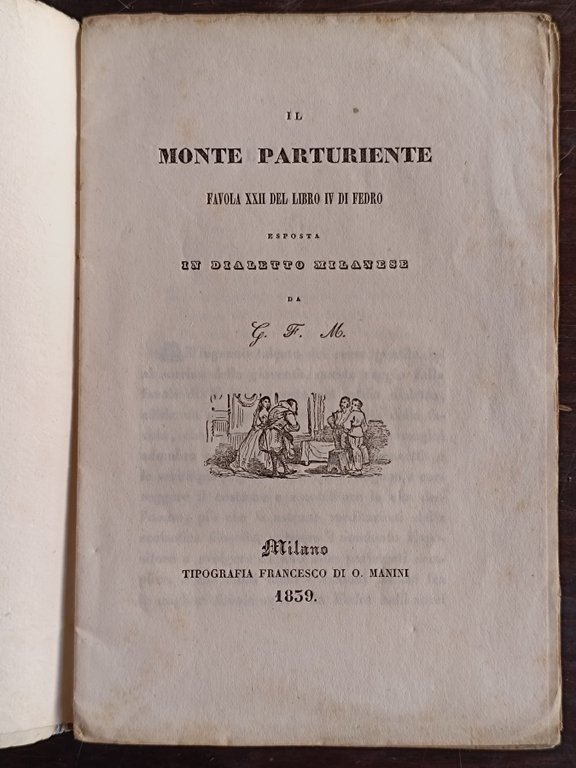 IL
MONTE PARTURIENTE
FAVOLA XXII DEL LIBRO IV DI FEDRO
ESPOSTA
IN DIALETTO MILANESE
DA
G. F. M.
Milano
TIPOGRAFIA FRANCESCO DI O. MANINI
1839.